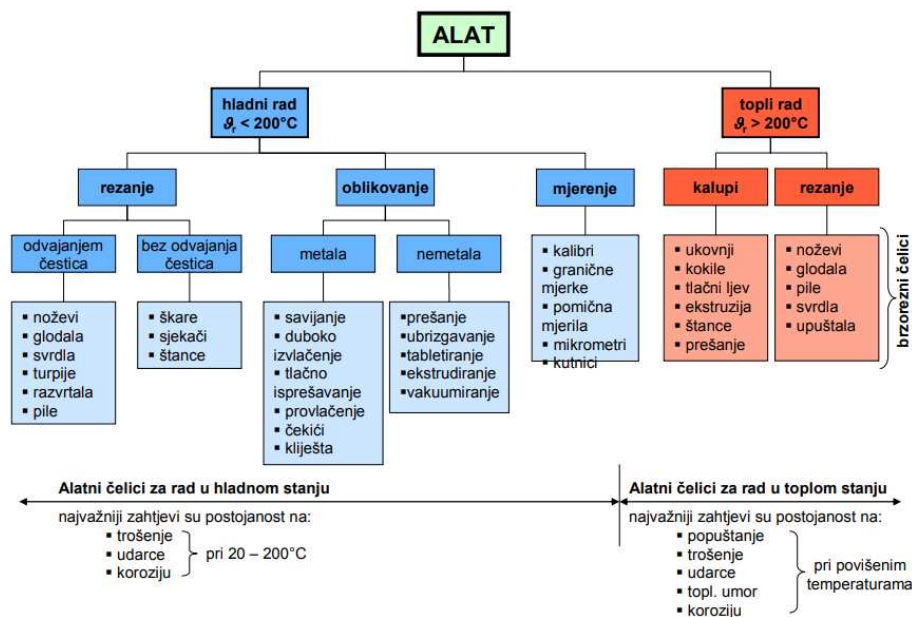 ALAT
hladni rad
ϑr < 200°C
topli rad
ϑr > 200°C
rezanje
oblikovanje
mjerenje
kalupi
rezanje
odvajanjem
čestica
bez odvajanja
čestica
metala
nemetala
▪ noževi
▪ glodala
▪ svrdla
▪ turpije
▪ razvrtala
▪ pile
▪ škare
▪ sjekači
▪ štance
▪ savijanje
▪ duboko
izvlačenje
▪ tlačno
isprešavanje
▪ provlačenje
▪ čekići
▪ kliješta
▪ prešanje
▪ ubrizgavanje
▪ tabletiranje
▪ ekstrudiranje
▪ vakuumiranje
▪ kalibri
▪ granične
mjerke
▪ pomična
mjerila
▪ mikrometri
▪ kutnici
▪ ukovnji
▪ kokile
▪ tlačni ljev
▪ ekstruzija
▪ štance
▪ prešanje
▪ noževi
▪ glodala
▪ pile
▪ svrdla
▪ upuštala
brzorezni čelici
Alatni čelici za rad u hladnom stanju
najvažniji zahtjevi su postojanost na:
▪ trošenje
▪ udarce
▪ koroziju
pri 20 – 200°C
Alatni čelici za rad u toplom stanju
najvažniji zahtjevi su postojanost na:
▪ popuštanje
▪ trošenje
▪ udarce
▪ topl. umor
▪ koroziju
pri povišenim
temperaturama